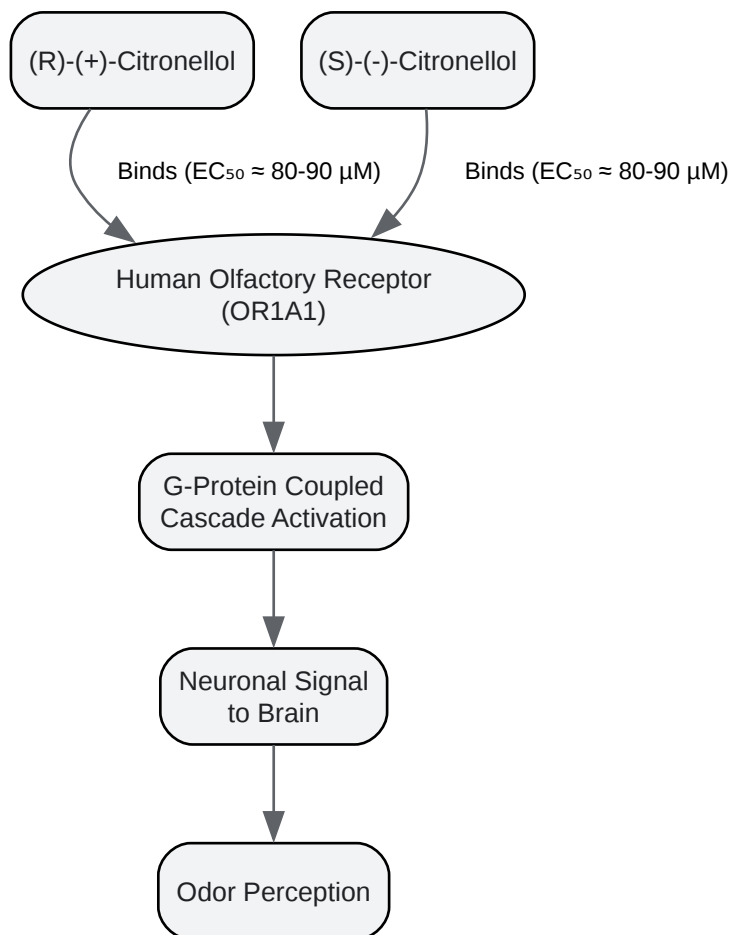 (R)-(+)-Citronellol
(S)-(-)-Citronellol
Binds (EC₅₀ ≈ 80-90 µM)
Binds (EC₅₀ ≈ 80-90 µM)
Human Olfactory Receptor
(OR1A1)
G-Protein Coupled
Cascade Activation
Neuronal Signal
to Brain
Odor Perception